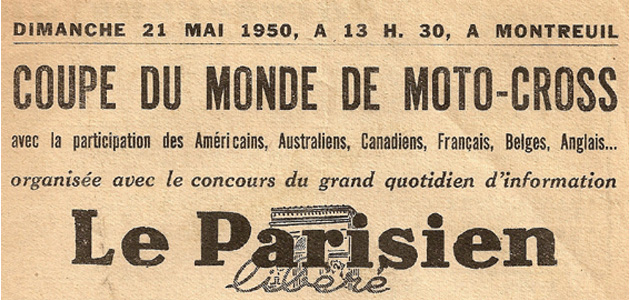 DIMANCHE 21 MAI 1950, A 13 H. 30, A MONTREUIL
COUPE DU MONDE DE MOTO-CROSS
avec la participation des Américains, Australiens, Canadiens, Français, Belges, Anglais...
organisée avec le concours du grand quotidien d'information
Le Parisien
libéré